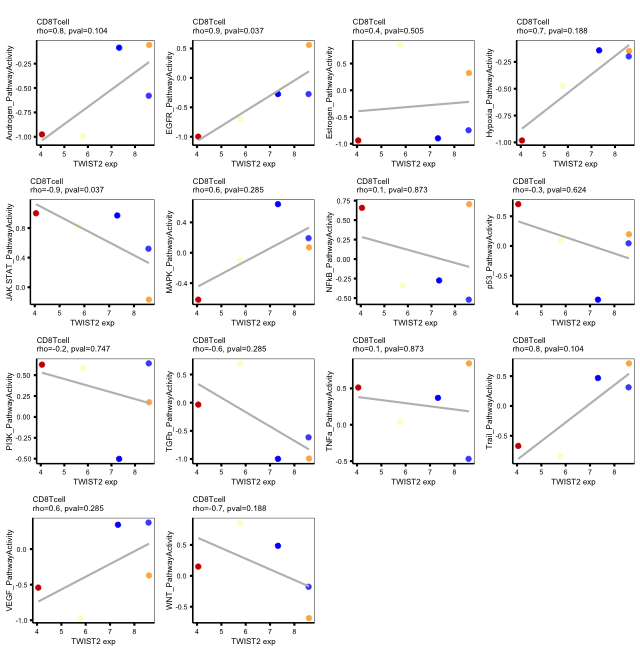 CD8Tcell
rho=0.8, pval=0.104
Androgen_PathwayActivity
-0.25
-0.50
-0.75
-1.00
4 5 6 7 8
TWIST2 exp
CD8Tcell
rho=0.9, pval=0.037
EGFR_PathwayActivity
0.5
0.0
-0.5
-1.0
4 5 6 7 8
TWIST2 exp
CD8Tcell
rho=0.4, pval=0.505
Estrogen_PathwayActivity
0.5
0.0
-0.5
-1.0
4 5 6 7 8
TWIST2 exp
CD8Tcell
rho=0.7, pval=0.188
Hypoxia_PathwayActivity
-0.25
-0.50
-0.75
-1.00
4 5 6 7 8
TWIST2 exp
CD8Tcell
rho=-0.9, pval=0.037
JAK.STAT_PathwayActivity
0.8
0.4
0.0
4 5 6 7 8
TWIST2 exp
CD8Tcell
rho=0.6, pval=0.285
MAPK_PathwayActivity
0.4
0.0
-0.4
4 5 6 7 8
TWIST2 exp
CD8Tcell
rho=0.1, pval=0.873
NFkB_PathwayActivity
0.75
0.50
0.25
0.00
-0.25
-0.50
4 5 6 7 8
TWIST2 exp
CD8Tcell
rho=-0.3, pval=0.624
p53_PathwayActivity
0.5
0.0
-0.5
4 5 6 7 8
TWIST2 exp
CD8Tcell
rho=-0.2, pval=0.747
PI3K_PathwayActivity
0.50
0.25
0.00
-0.25
-0.50
4 5 6 7 8
TWIST2 exp
CD8Tcell
rho=-0.6, pval=0.285
TGFb_PathwayActivity
0.5
0.0
-0.5
-1.0
4 5 6 7 8
TWIST2 exp
CD8Tcell
rho=0.1, pval=0.873
TNFa_PathwayActivity
0.5
0.0
-0.5
4 5 6 7 8
TWIST2 exp
CD8Tcell
rho=0.8, pval=0.104
Trail_PathwayActivity
0.5
0.0
-0.5
4 5 6 7 8
TWIST2 exp
CD8Tcell
rho=0.6, pval=0.285
VEGF_PathwayActivity
0.0
-0.5
-1.0
4 5 6 7 8
TWIST2 exp
CD8Tcell
rho=-0.7, pval=0.188
WNT_PathwayActivity
0.5
0.0
-0.5
4 5 6 7 8
TWIST2 exp